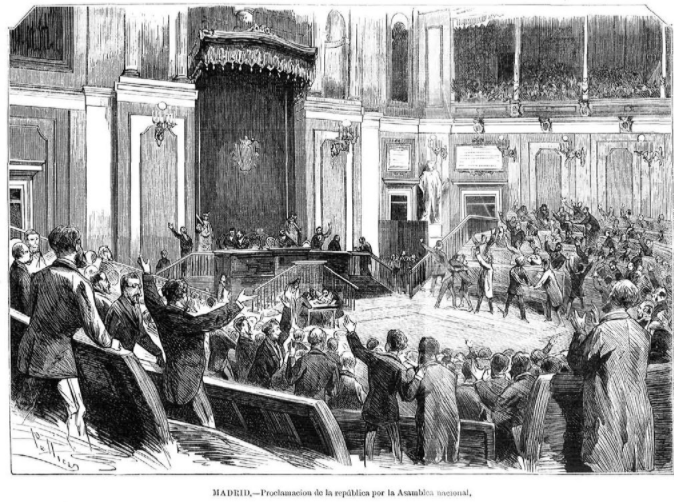 MADRID.—Proclamacion de la república por la Asamblea nacional,